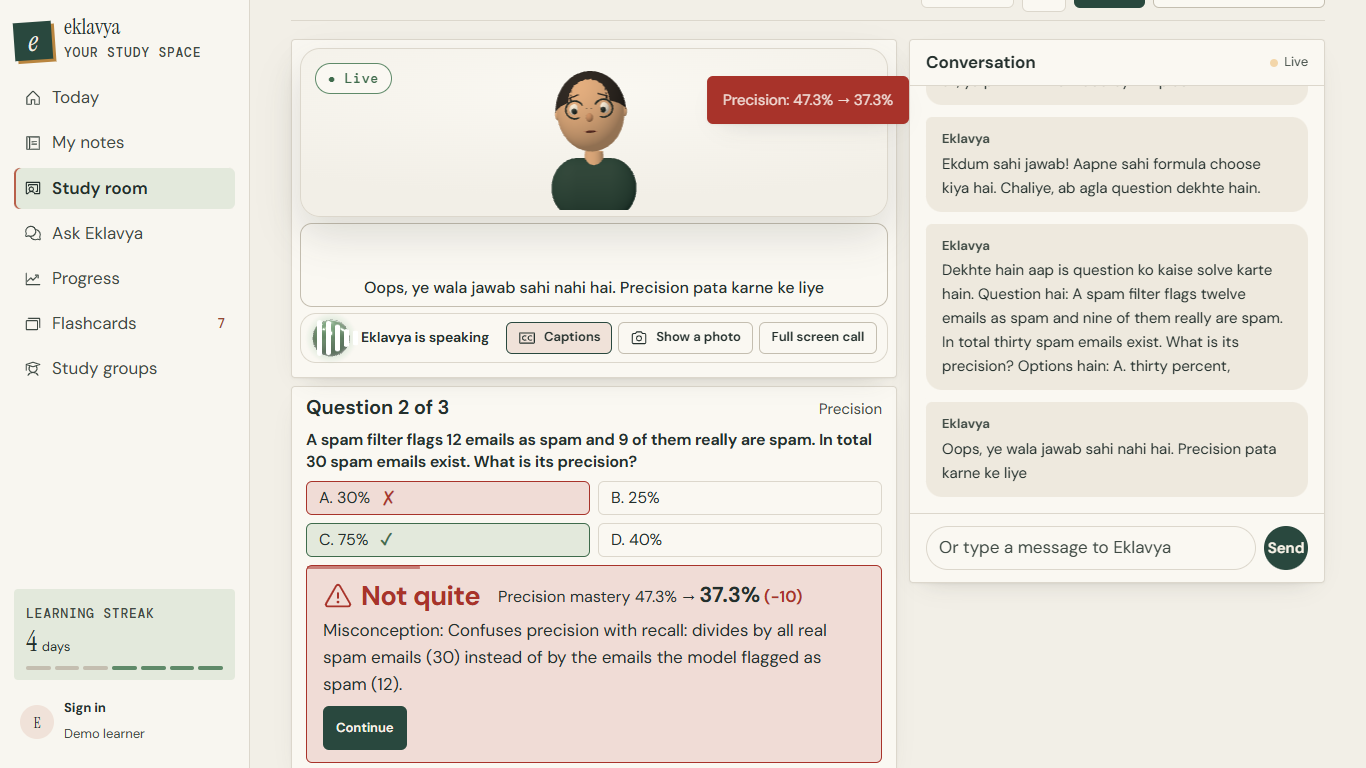 e
eklavya
YOUR STUDY SPACE
Today
My notes
Study room
Ask Eklavya
Progress
Flashcards 7
Study groups
LEARNING STREAK
4 days
E
Sign in
Demo learner
Live
Precision: 47.3% → 37.3%
Oops, ye wala jawab sahi nahi hai. Precision pata karne ke liye
Eklavya is speaking
CC Captions
Show a photo
Full screen call
Question 2 of 3
Precision
A spam filter flags 12 emails as spam and 9 of them really are spam. In total
30 spam emails exist. What is its precision?
A. 30% ✗
B. 25%
C. 75% ✓
D. 40%
Not quite
Precision mastery 47.3% → 37.3% (-10)
Misconception: Confuses precision with recall: divides by all real
spam emails (30) instead of by the emails the model flagged as
spam (12).
Continue
Conversation
Live
Eklavya
Ekdum sahi jawab! Aapne sahi formula choose
kiya hai. Chaliye, ab agla question dekhte hain.
Eklavya
Dekhte hain aap is question ko kaise solve karte
hain. Question hai: A spam filter flags twelve
emails as spam and nine of them really are spam.
In total thirty spam emails exist. What is its
precision? Options hain: A. thirty percent,
Eklavya
Oops, ye wala jawab sahi nahi hai. Precision pata
karne ke liye
Or type a message to Eklavya
Send